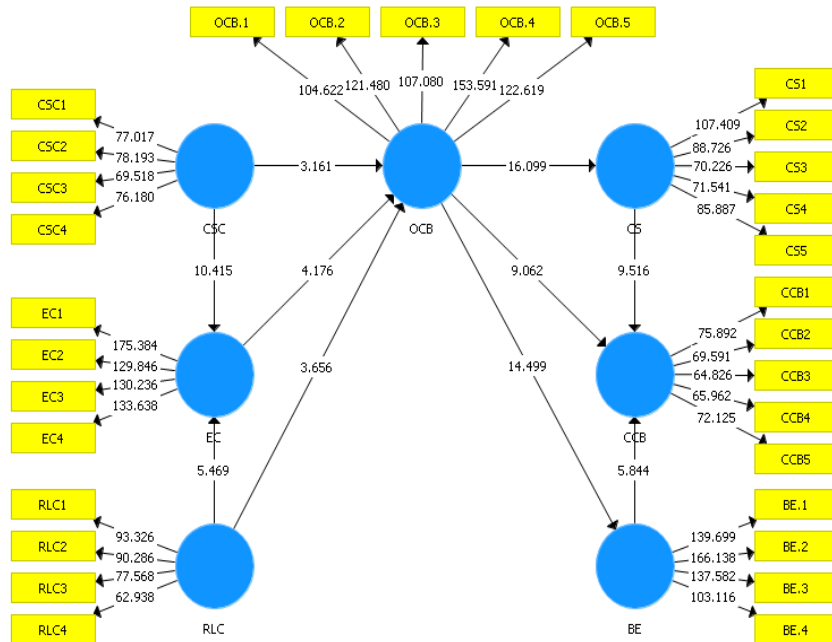 OCB.1
OCB.2
OCB.3
OCB.4
OCB.5
104.622
121.480
107.080
153.591
122.619
CSC1
CSC2
CSC3
CSC4
77.017
78.193
69.518
76.180
CSC
3.161
OCB
16.099
CS
107.409
88.726
70.226
71.541
85.887
CS1
CS2
CS3
CS4
CS5
10.415
4.176
9.062
9.516
EC1
EC2
EC3
EC4
175.384
129.846
130.236
133.638
EC
3.656
14.499
CCB
75.892
69.591
64.826
65.962
72.125
CCB1
CCB2
CCB3
CCB4
CCB5
5.469
5.844
RLC1
RLC2
RLC3
RLC4
93.326
90.286
77.568
62.938
RLC
BE
139.699
166.138
137.582
103.116
BE.1
BE.2
BE.3
BE.4